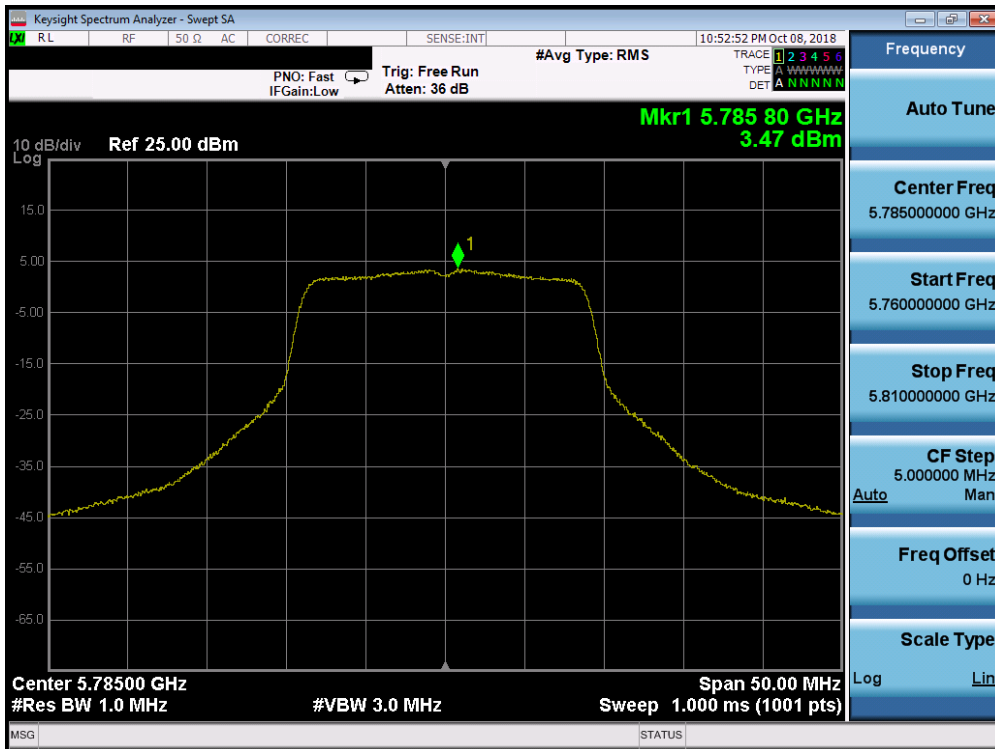 Keysight Spectrum Analyzer - Swept SA
LXI RL RF 50 Ω AC CORREC SENSE:INT 10:52:52 PM Oct 08, 2018
#Avg Type: RMS TRACE 1 2 3 4 5 6
PNO: Fast Trig: Free Run TYPE A WWWWW
IFGain:Low Atten: 36 dB DET A N N N N N
Mkr1 5.785 80 GHz
3.47 dBm
10 dB/div Ref 25.00 dBm
Log
15.0
1
5.00
-5.00
-15.0
-25.0
-35.0
-45.0
-55.0
-65.0
Center 5.78500 GHz Span 50.00 MHz
#Res BW 1.0 MHz #VBW 3.0 MHz Sweep 1.000 ms (1001 pts)
MSG STATUS
Frequency
Auto Tune
Center Freq
5.785000000 GHz
Start Freq
5.760000000 GHz
Stop Freq
5.810000000 GHz
CF Step
5.000000 MHz
Auto Man
Freq Offset
0 Hz
Scale Type
Log Lin